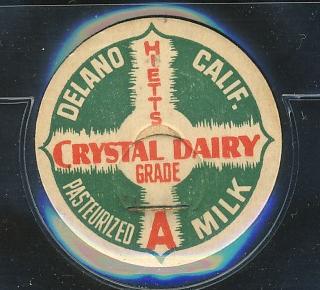 DELANO CALIF.
HIETTS
CRYSTAL DAIRY
GRADE
A
PASTEURIZED MILK